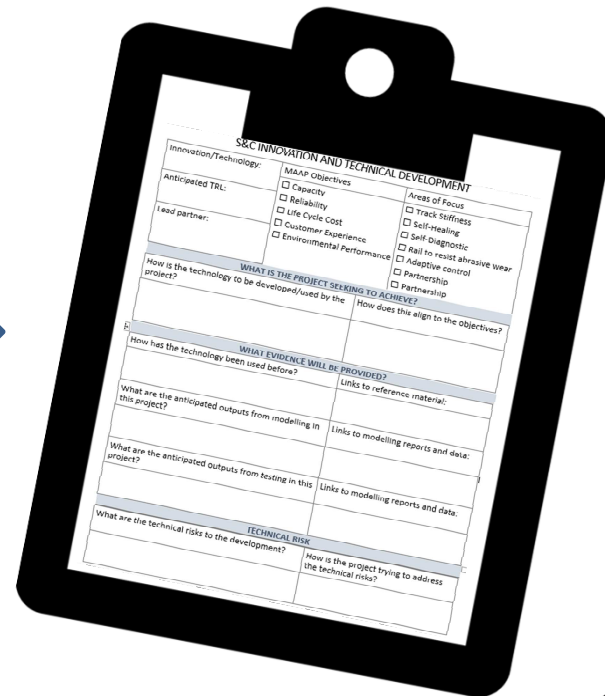 S&C INNOVATION AND TECHNICAL DEVELOPMENT
Innovation/Technology:
Anticipated TRL:
Lead partner:
MAAP Objectives
☐ Capacity
☐ Reliability
☐ Life Cycle Cost
☐ Customer Experience
☐ Environmental Performance
Areas of Focus
☐ Track Stiffness
☐ Self-Healing
☐ Self-Diagnostic
☐ Rail to resist abrasive wear
☐ Adaptive control
☐ Partnership
☐ Partnership
WHAT IS THE PROJECT SEEKING TO ACHIEVE?
How is the technology to be developed/used by the
project?
How does this align to the objectives?
WHAT EVIDENCE WILL BE PROVIDED?
How has the technology been used before?
Links to reference material:
What are the anticipated outputs from modelling in
this project?
Links to modelling reports and data:
What are the anticipated outputs from testing in this
project?
Links to modelling reports and data:
TECHNICAL RISK
What are the technical risks to the development?
How is the project trying to address
the technical risks?